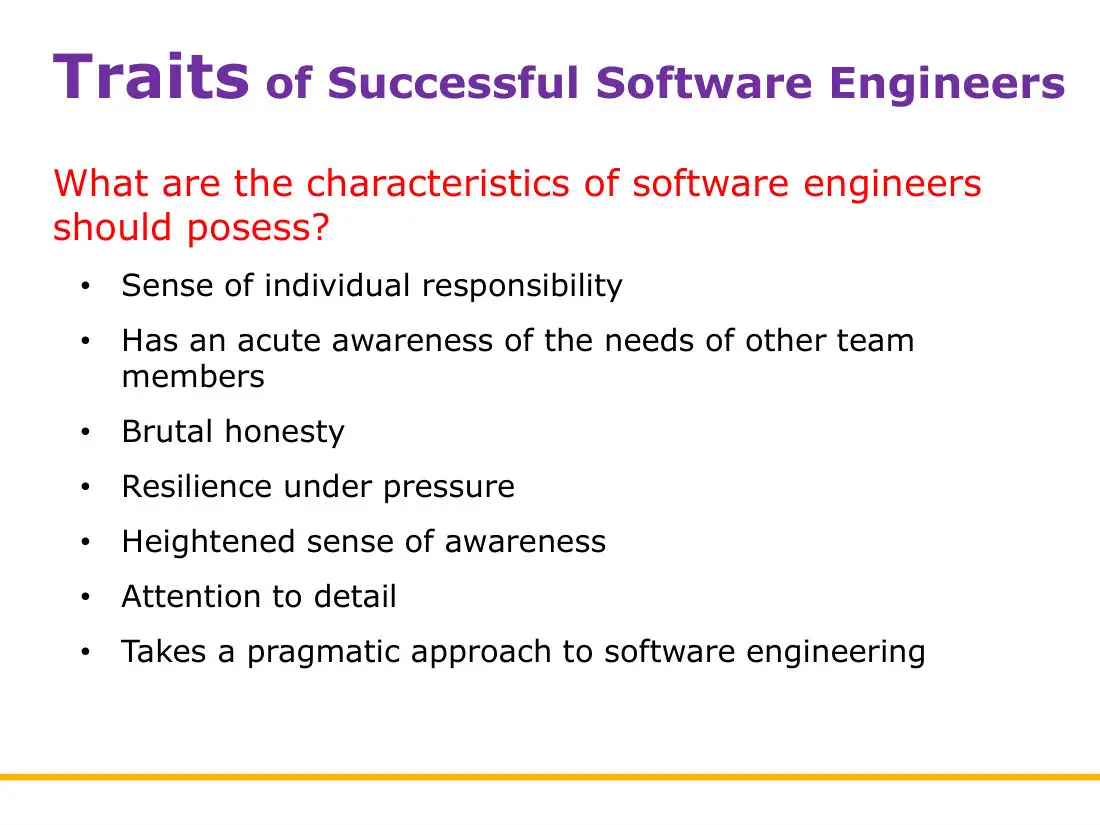 Traits of Successful Software Engineers
What are the characteristics of software engineers
should posess?
• Sense of individual responsibility
• Has an acute awareness of the needs of other team
members
• Brutal honesty
• Resilience under pressure
• Heightened sense of awareness
• Attention to detail
• Takes a pragmatic approach to software engineering